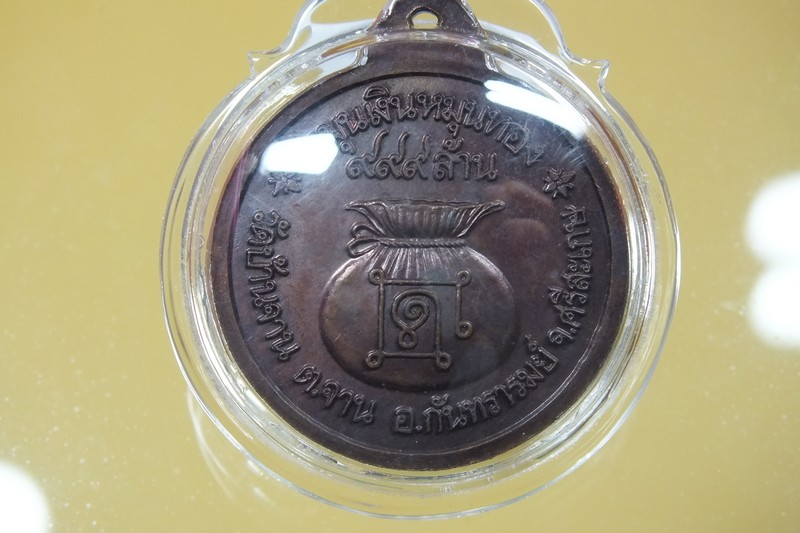 หนุนเงินหมุนทอง
๙๙๙ ล้าน
วัดบ้านจาน ต.จาน อ.กันทรารมย์ จ.ศรีสะเกษ